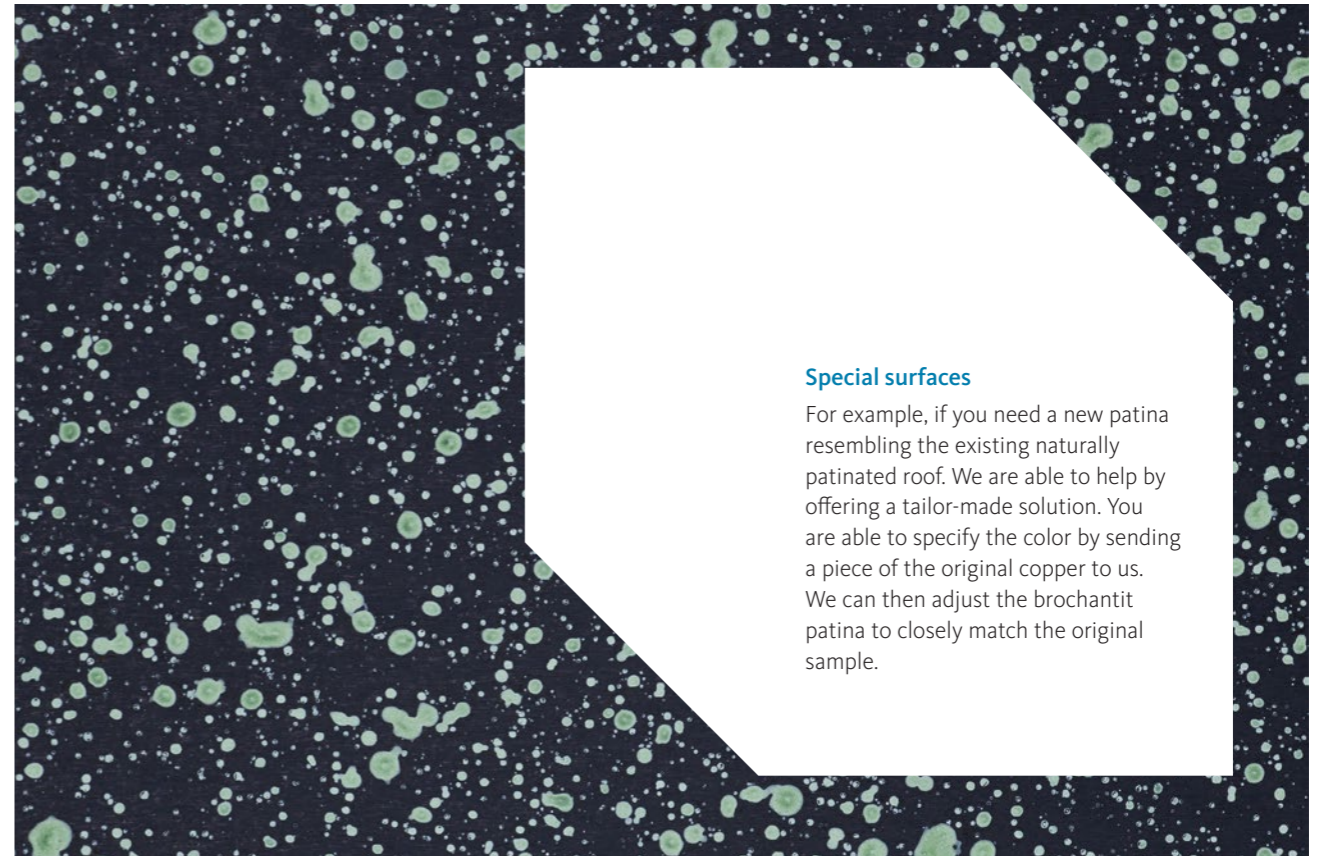 Special surfaces
For example, if you need a new patina
resembling the existing naturally
patinated roof. We are able to help by
offering a tailor-made solution. You
are able to specify the color by sending
a piece of the original copper to us.
We can then adjust the brochantit
patina to closely match the original
sample.